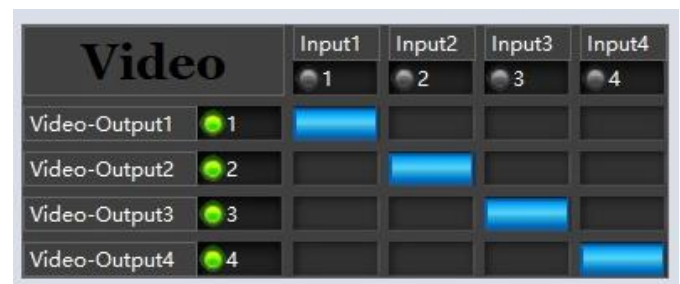 Video
Input1 Input2 Input3 Input4
1 2 3 4
Video-Output1 1
Video-Output2 2
Video-Output3 3
Video-Output4 4